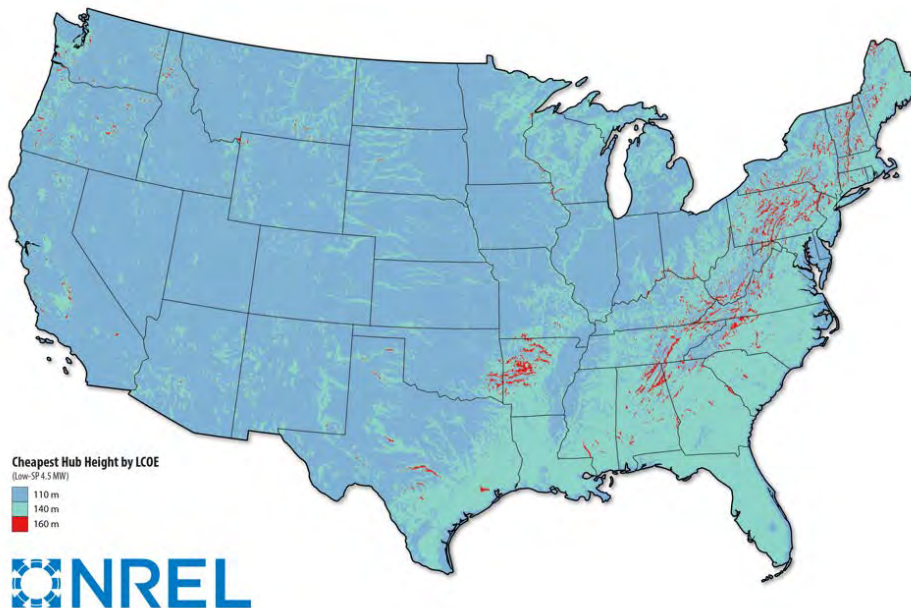 Cheapest Hub Height by LCOE
(Low-SP 4.5 MW)
110 m
140 m
160 m
NREL